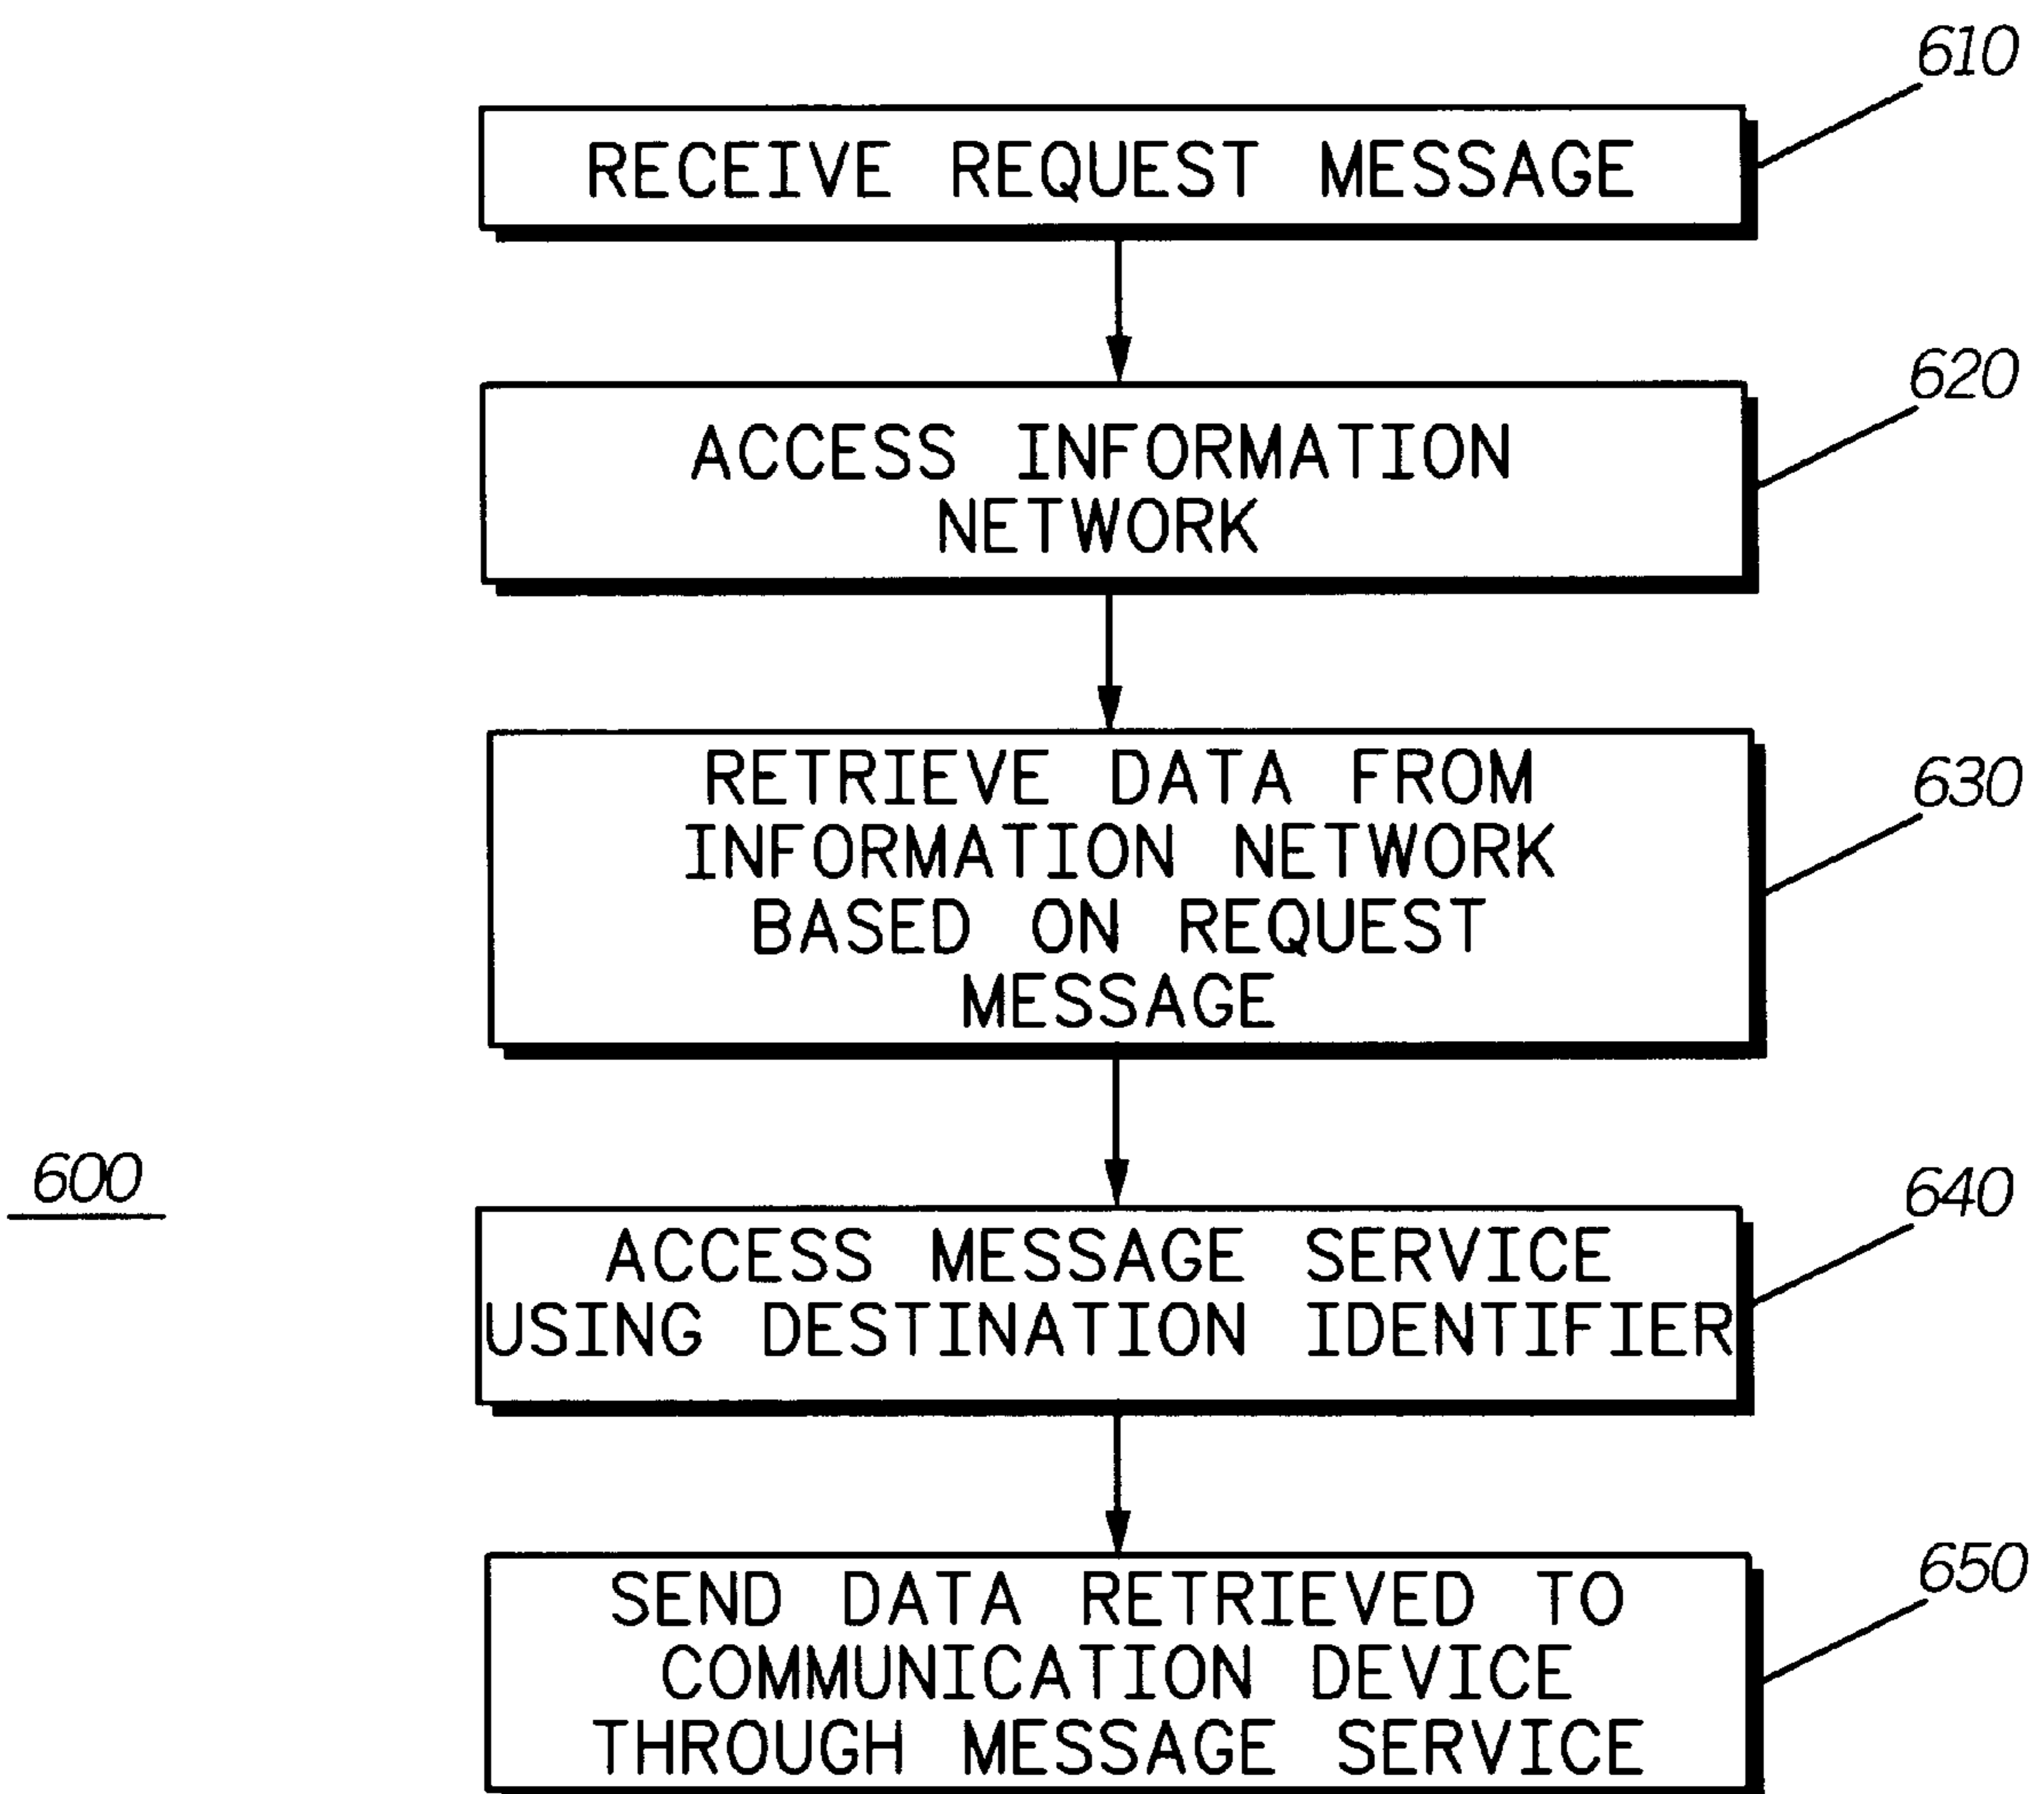 610
RECEIVE REQUEST MESSAGE
620
ACCESS INFORMATION
NETWORK
630
RETRIEVE DATA FROM
INFORMATION NETWORK
BASED ON REQUEST
MESSAGE
600
640
ACCESS MESSAGE SERVICE
USING DESTINATION IDENTIFIER
650
SEND DATA RETRIEVED TO
COMMUNICATION DEVICE
THROUGH MESSAGE SERVICE